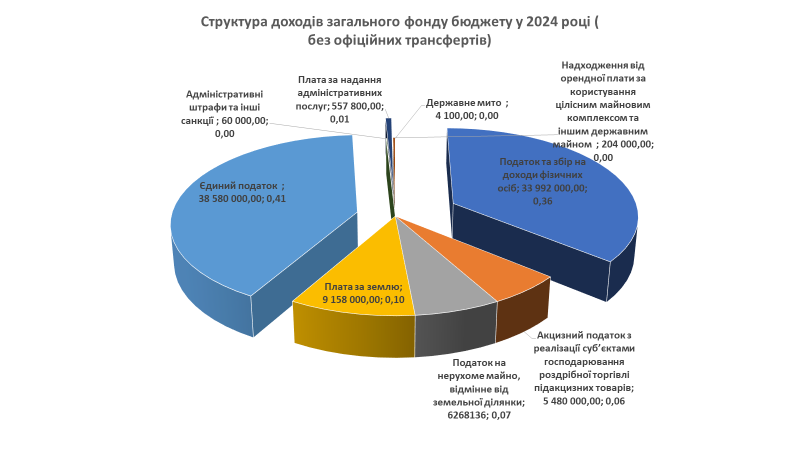 Структура доходів загального фонду бюджету у 2024 році (
без офіційних трансфертів)
Надходження від
орендної плати за
користування
цілісним майновим
комплексом та
іншим державним
майном ; 204 000,00;
0,00
Плата за надання
адміністративних
послуг; 557 800,00;
0,01
Адміністративні
штрафи та інші
санкції ; 60 000,00;
0,00
Державне мито ;
4 100,00; 0,00
Податок та збір на
доходи фізичних
осіб; 33 992 000,00;
0,36
Єдиний податок ;
38 580 000,00; 0,41
Плата за землю;
9 158 000,00; 0,10
Акцизний податок з
реалізації суб’єктами
господарювання
роздрібної торгівлі
підакцизних товарів;
5 480 000,00; 0,06
Податок на
нерухоме майно,
відмінне від
земельної ділянки;
6268136; 0,07